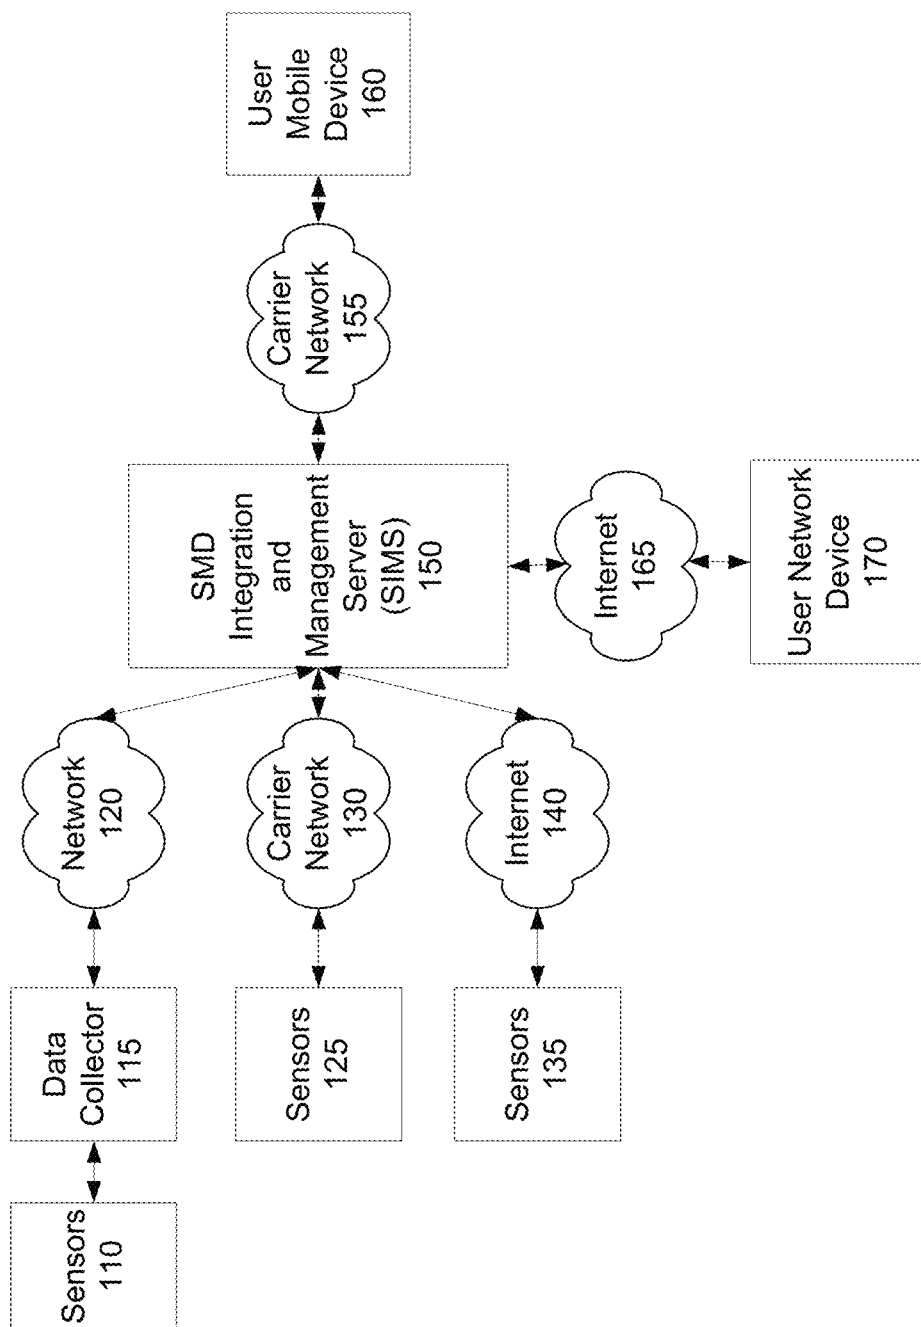 Sensors
110
Data
Collector
115
Network
120
Sensors
125
Carrier
Network
130
Sensors
135
Internet
140
SMD
Integration
and
Management
Server
(SIMS)
150
Carrier
Network
155
User
Mobile
Device
160
Internet
165
User Network
Device
170